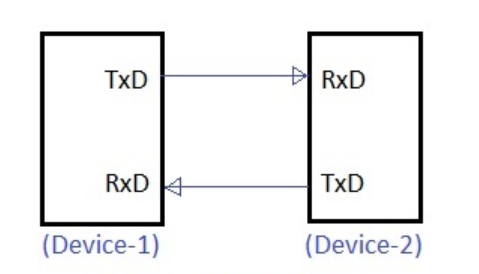 TxD RxD
RxD TxD
(Device-1) (Device-2)